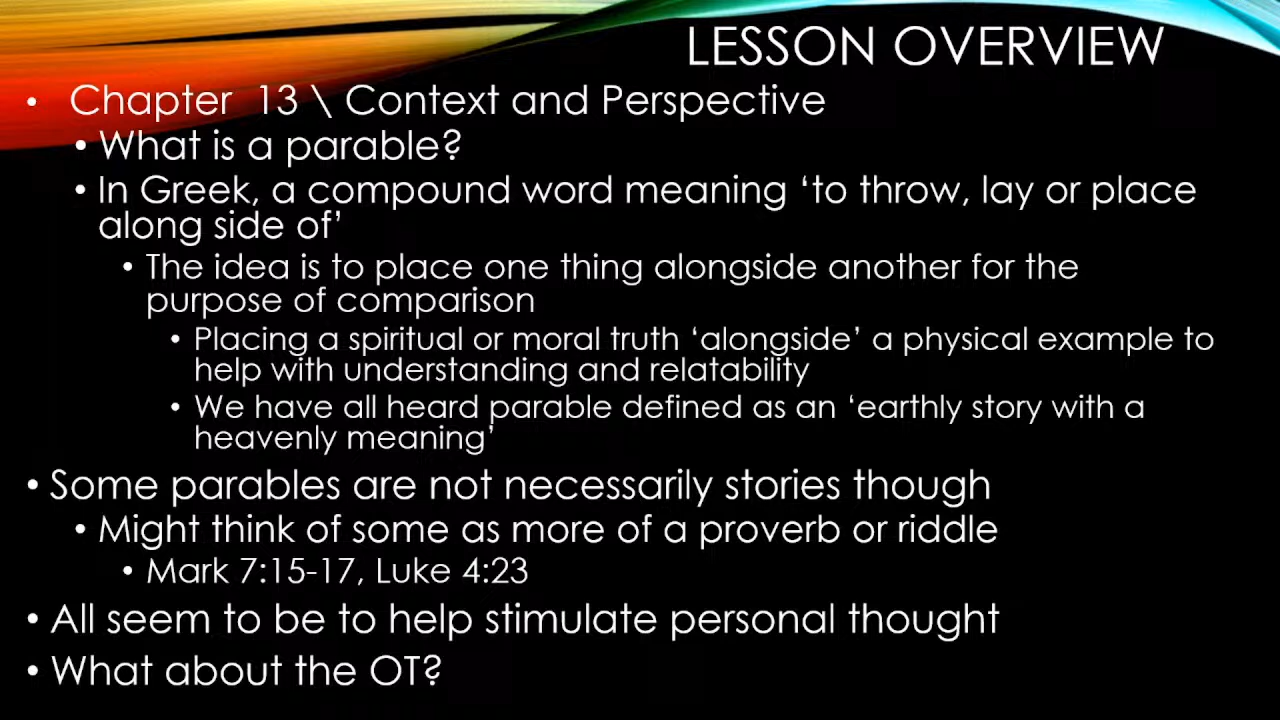 LESSON OVERVIEW
• Chapter 13 \ Context and Perspective
• What is a parable?
• In Greek, a compound word meaning ‘to throw, lay or place
along side of’
• The idea is to place one thing alongside another for the
purpose of comparison
• Placing a spiritual or moral truth ‘alongside’ a physical example to
help with understanding and relatability
• We have all heard parable defined as an ‘earthly story with a
heavenly meaning’
• Some parables are not necessarily stories though
• Might think of some as more of a proverb or riddle
• Mark 7:15-17, Luke 4:23
• All seem to be to help stimulate personal thought
• What about the OT?